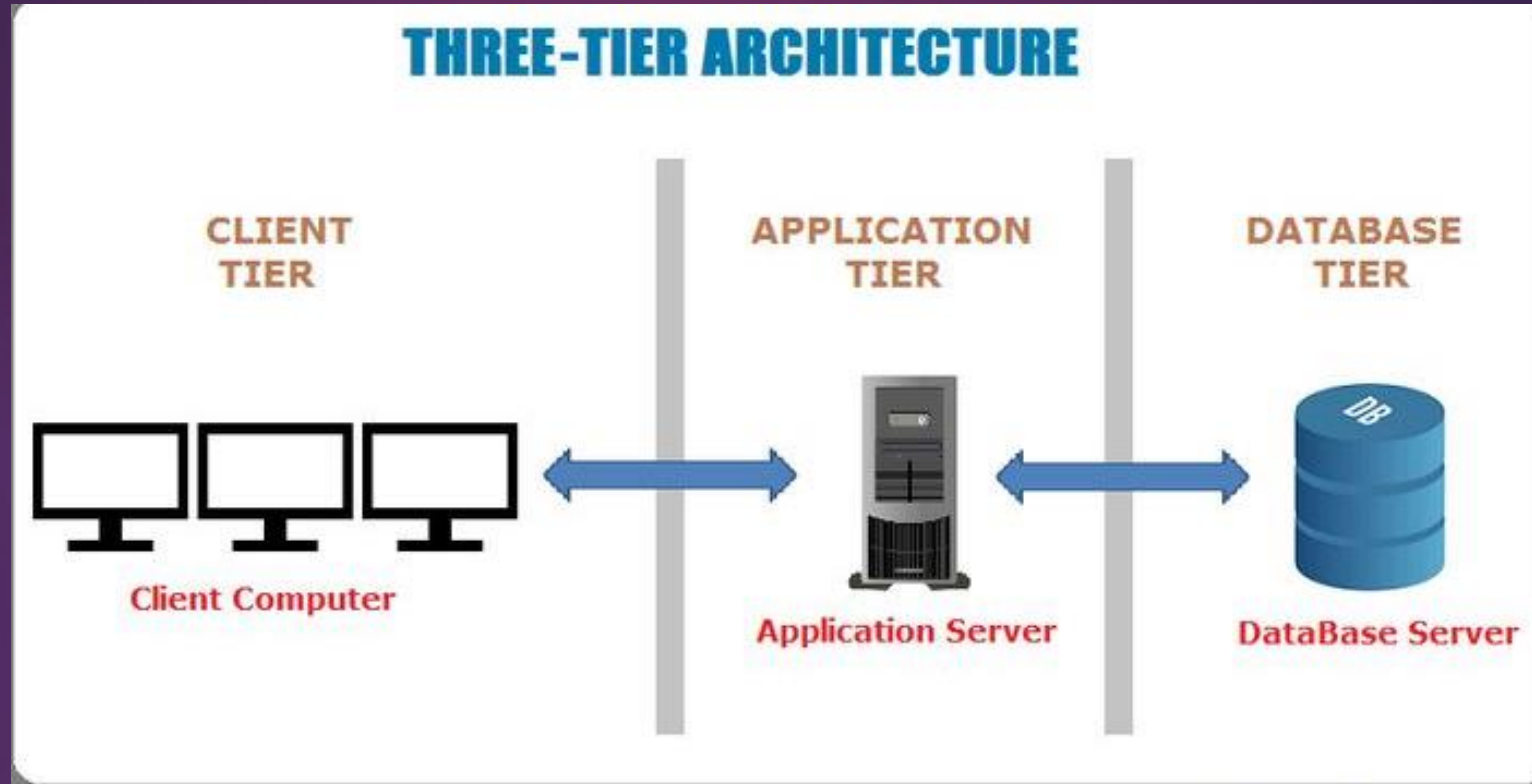 THREE-TIER ARCHITECTURE
CLIENT
TIER
APPLICATION
TIER
DATABASE
TIER
DB
Client Computer
Application Server
DataBase Server